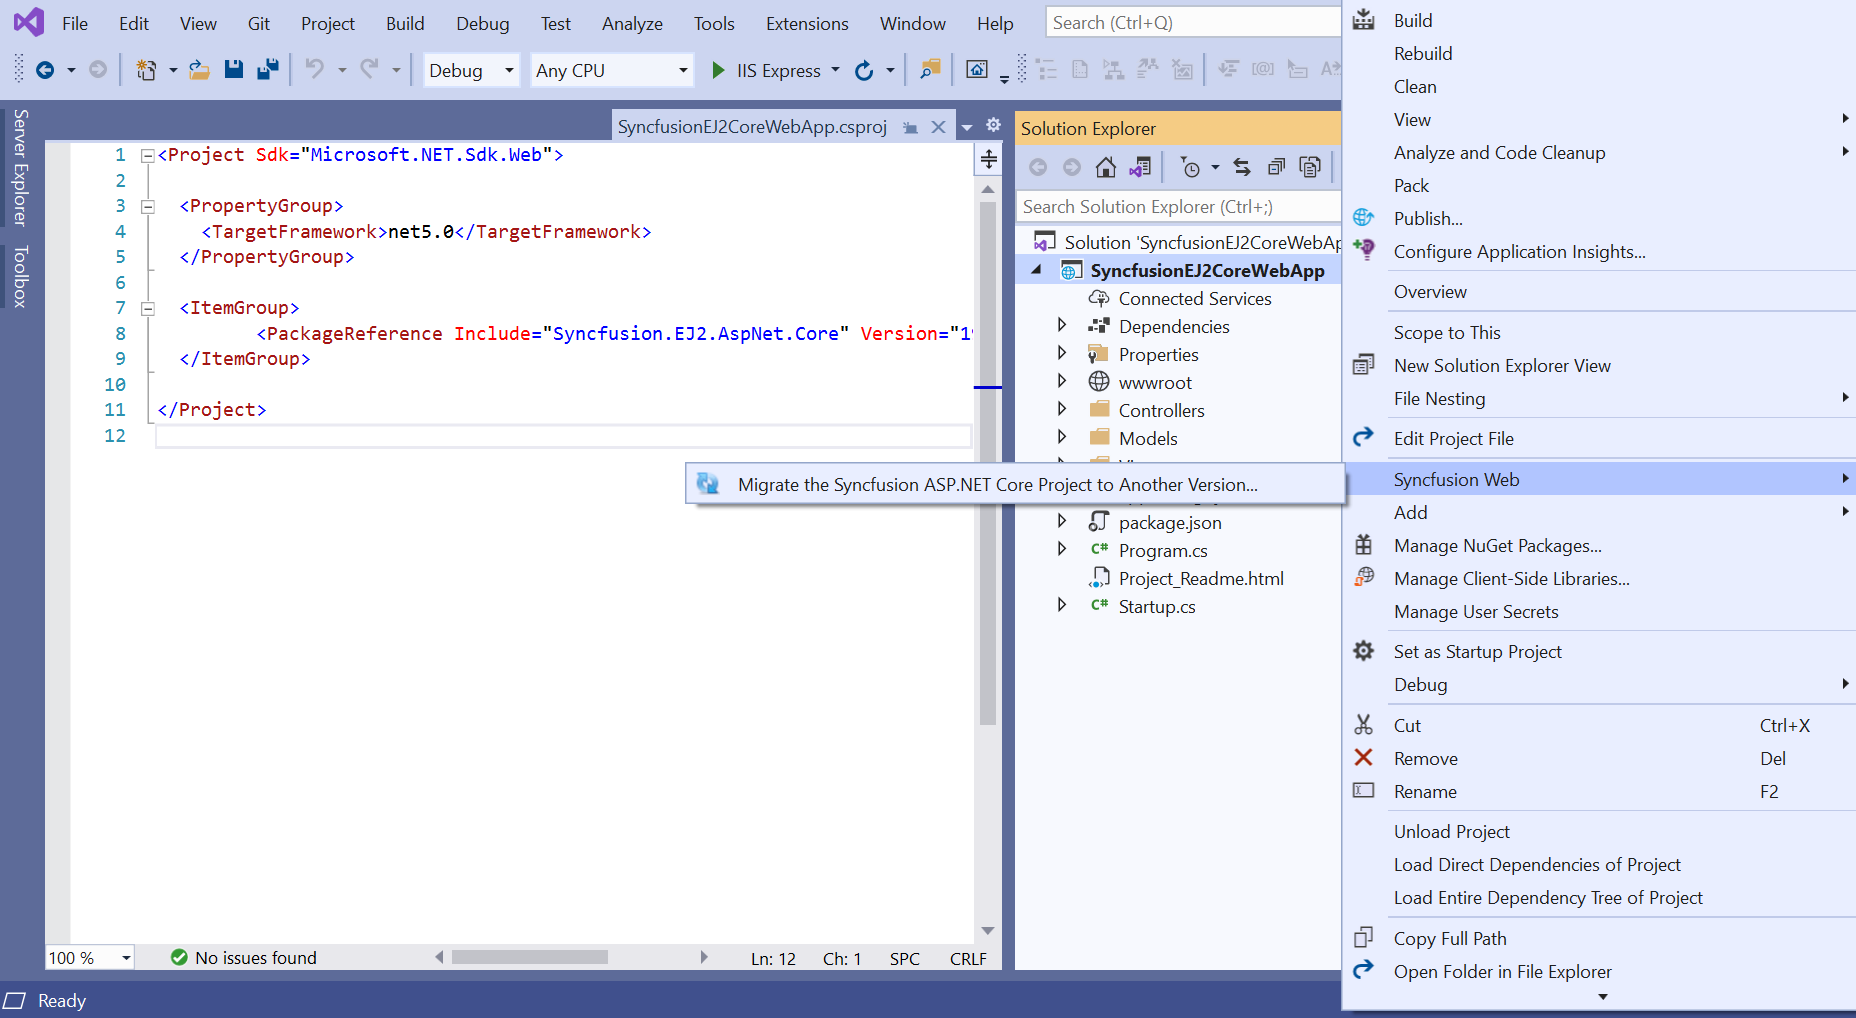 File Edit View Git Project Build Debug Test Analyze Tools Extensions Window Help Search (Ctrl+Q)
Debug Any CPU IIS Express
Server Explorer
Toolbox
SyncfusionEJ2CoreWebApp.csproj
1 <Project Sdk="Microsoft.NET.Sdk.Web">
2
3 <PropertyGroup>
4 <TargetFramework>net5.0</TargetFramework>
5 </PropertyGroup>
6
7 <ItemGroup>
8 <PackageReference Include="Syncfusion.EJ2.AspNet.Core" Version="1
9 </ItemGroup>
10
11 </Project>
12
100 % No issues found Ln: 12 Ch: 1 SPC CRLF
Ready
Solution Explorer
Search Solution Explorer (Ctrl+;)
Solution 'SyncfusionEJ2CoreWebAp
SyncfusionEJ2CoreWebApp
Connected Services
Dependencies
Properties
wwwroot
Controllers
Models
package.json
C# Program.cs
Project_Readme.html
C# Startup.cs
Migrate the Syncfusion ASP.NET Core Project to Another Version...
Build
Rebuild
Clean
View
Analyze and Code Cleanup
Pack
Publish...
Configure Application Insights...
Overview
Scope to This
New Solution Explorer View
File Nesting
Edit Project File
Syncfusion Web
Add
Manage NuGet Packages...
Manage Client-Side Libraries...
Manage User Secrets
Set as Startup Project
Debug
Cut Ctrl+X
Remove Del
Rename F2
Unload Project
Load Direct Dependencies of Project
Load Entire Dependency Tree of Project
Copy Full Path
Open Folder in File Explorer